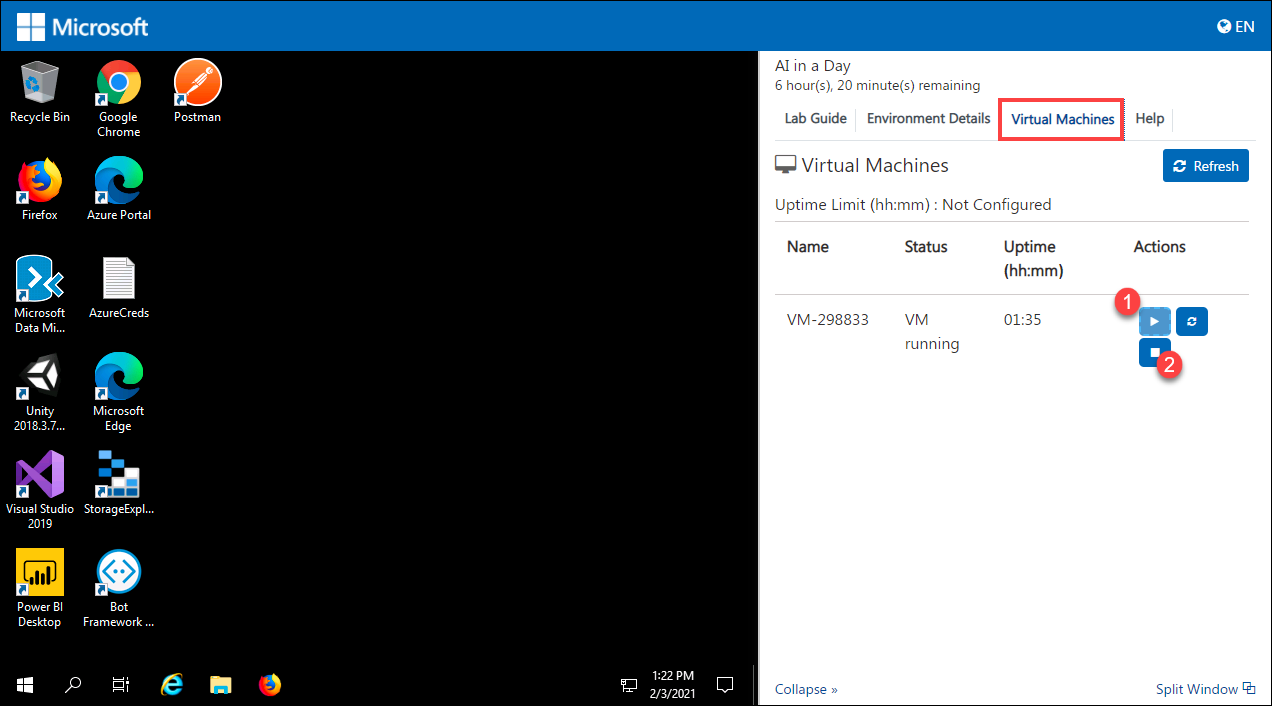 Microsoft
EN
Recycle Bin
Google
Chrome
Postman
Firefox
Azure Portal
Microsoft
Data Mi...
AzureCreds
Unity
2018.3.7...
Microsoft
Edge
Visual Studio
2019
StorageExpl...
Power BI
Desktop
Bot
Framework ...
1:22 PM
2/3/2021
AI in a Day
6 hour(s), 20 minute(s) remaining
Lab Guide
Environment Details
Virtual Machines
Help
Virtual Machines
Refresh
Uptime Limit (hh:mm) : Not Configured
Name
Status
Uptime
(hh:mm)
Actions
VM-298833
VM
running
01:35
1
2
Collapse »
Split Window